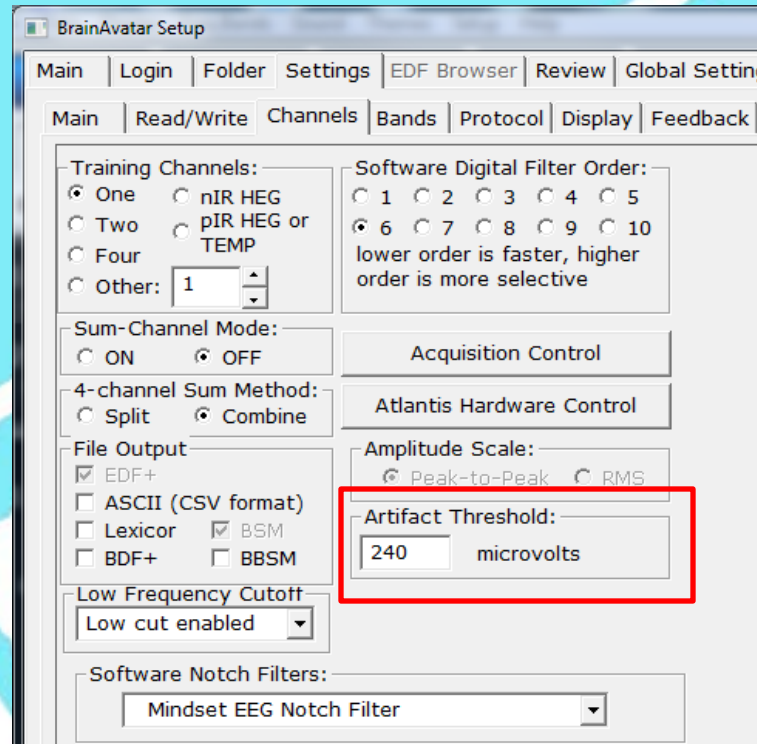 BrainAvatar Setup
Main Login Folder Settings EDF Browser Review Global Settin
Main Read/Write Channels Bands Protocol Display Feedback
Training Channels:
One nIR HEG
Two pIR HEG or TEMP
Four
Other: 1
Software Digital Filter Order:
1 2 3 4 5
6 7 8 9 10
lower order is faster, higher
order is more selective
Sum-Channel Mode:
ON OFF
Acquisition Control
4-channel Sum Method:
Split Combine
Atlantis Hardware Control
File Output
EDF+
ASCII (CSV format)
Lexicor BSM
BDF+ BBSM
Amplitude Scale:
Peak-to-Peak RMS
Artifact Threshold:
240 microvolts
Low Frequency Cutoff
Low cut enabled
Software Notch Filters:
Mindset EEG Notch Filter